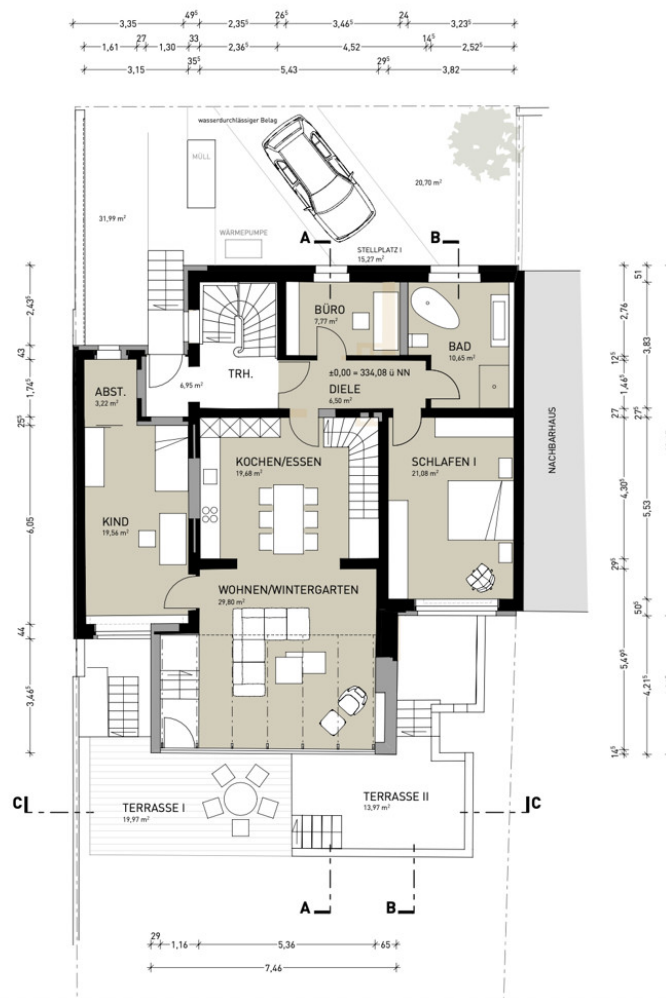 3,35
49⁵
2,35
26⁵
3,46⁵
24
3,23⁵
1,61
27
1,30
33
2,36⁵
4,52
14⁵
2,52⁵
3,15
35⁵
5,43
29⁵
3,82
wasserdurchlässiger Belag
MÜLL
20,70 m²
31,99 m²
WÄRMEPUMPE
STELLPLATZ I
15,27 m²
A
B
BÜRO
7,77 m²
BAD
10,65 m²
TRH.
6,95 m²
±0,00 = 334,08 ü NN
DIELE
6,50 m²
ABST.
3,22 m²
KOCHEN/ESSEN
19,68 m²
SCHLAFEN I
21,08 m²
NACHBARHAUS
KIND
19,56 m²
WOHNEN/WINTERGARTEN
29,80 m²
TERRASSE I
19,97 m²
TERRASSE II
13,97 m²
C
C
A
B
2,43⁵
43
1,74⁵
25⁵
6,05
44
3,46⁵
2,76
12⁵
1,46⁵
27
4,30⁵
29⁵
5,49⁵
14⁵
51
3,83
27⁵
5,53
50⁵
4,21⁵
29
1,16
5,36
65
7,46